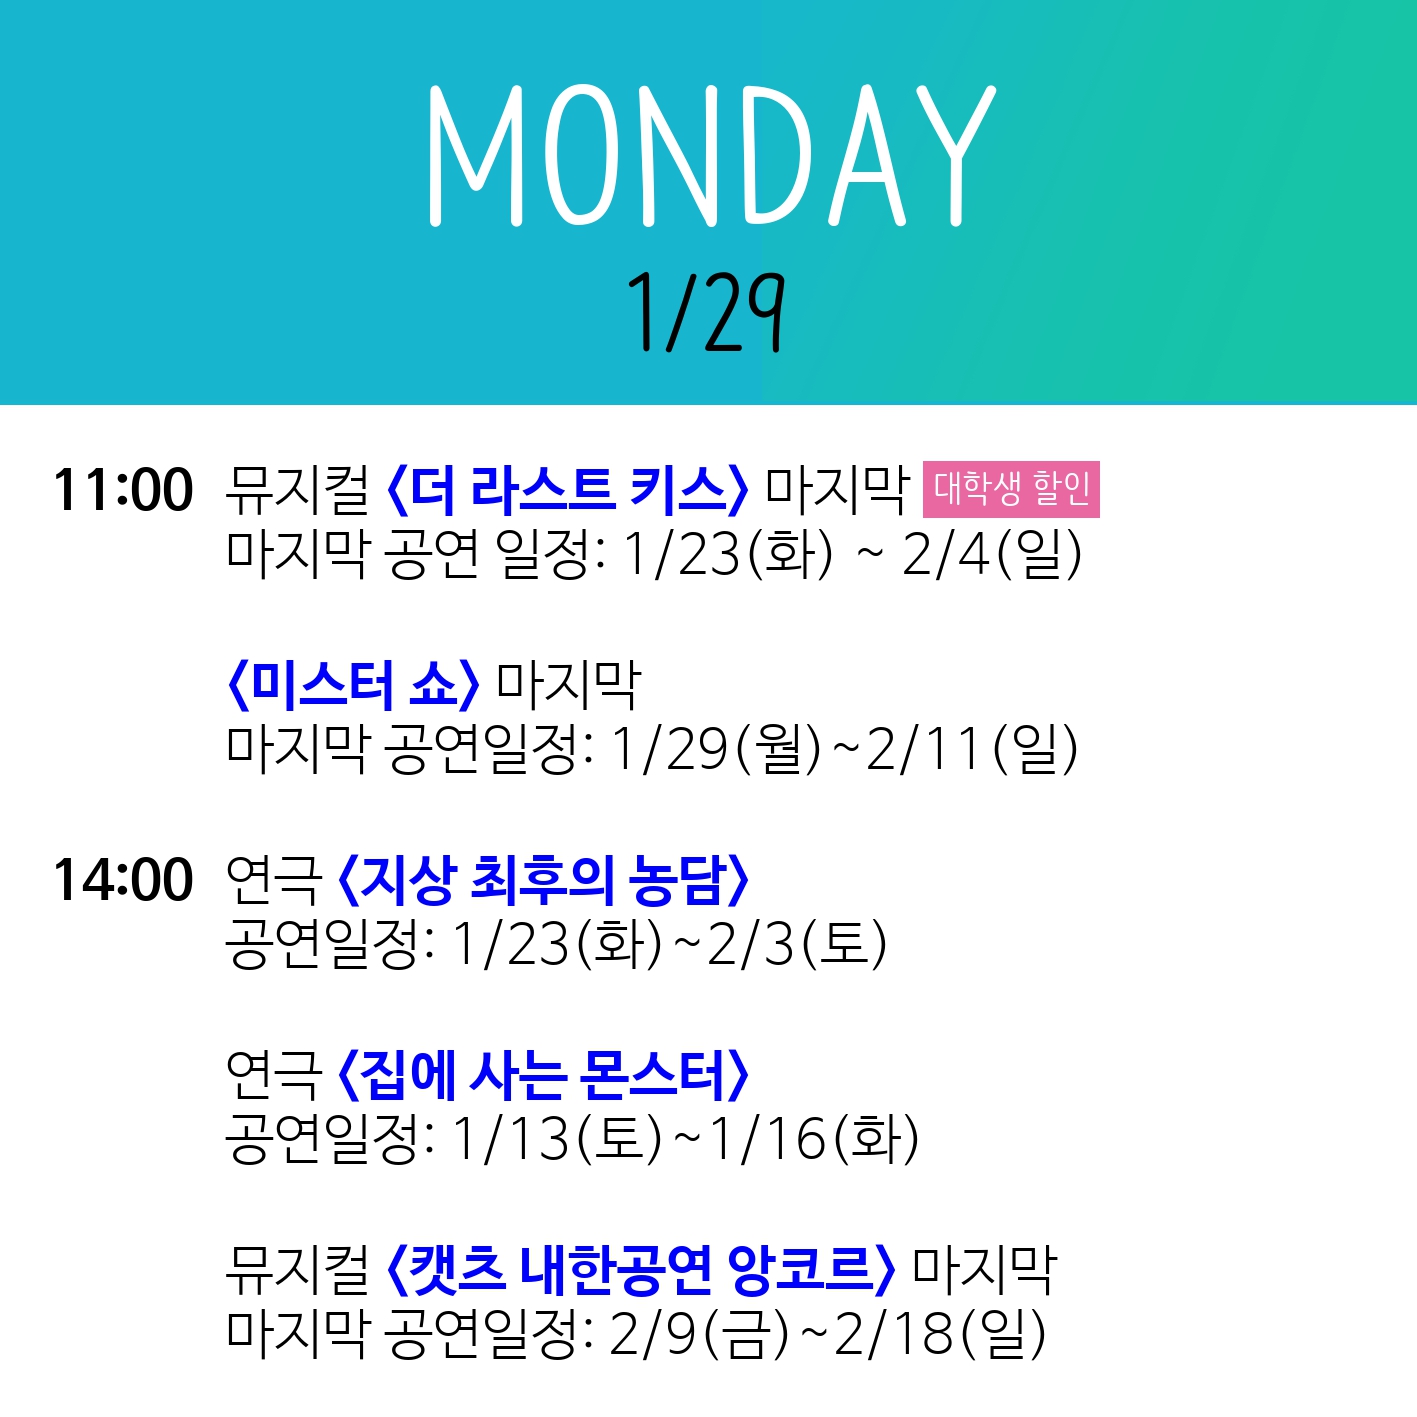 MONDAY
1/29
11:00 뮤지컬 <더 라스트 키스> 마지막 대학생 할인
마지막 공연 일정: 1/23(화) ~ 2/4(일)
<미스터 쇼> 마지막
마지막 공연일정: 1/29(월)~2/11(일)
14:00 연극 <지상 최후의 농담>
공연일정: 1/23(화)~2/3(토)
연극 <집에 사는 몬스터>
공연일정: 1/13(토)~1/16(화)
뮤지컬 <캣츠 내한공연 앙코르> 마지막
마지막 공연일정: 2/9(금)~2/18(일)